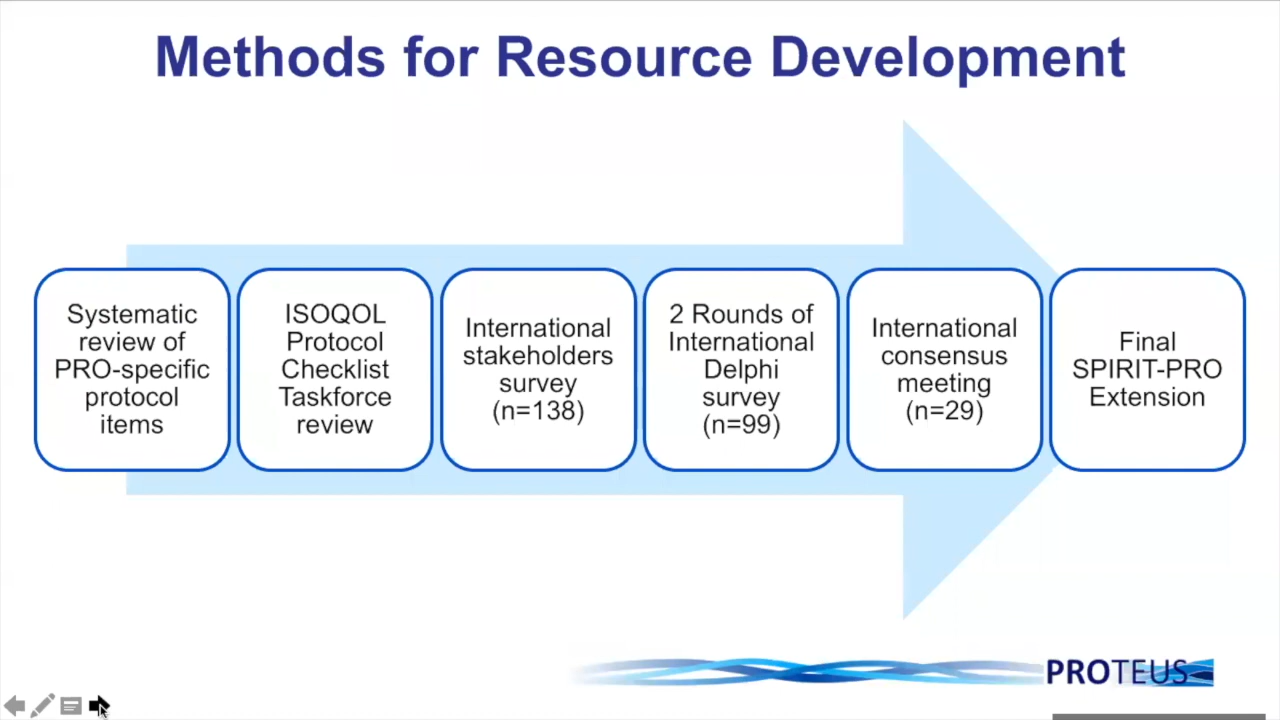 Methods for Resource Development
Systematic
review of
PRO-specific
protocol
items
ISOQOL
Protocol
Checklist
Taskforce
review
International
stakeholders
survey
(n=138)
2 Rounds of
International
Delphi
survey
(n=99)
International
consensus
meeting
(n=29)
Final
SPIRIT-PRO
Extension
PROTEUS